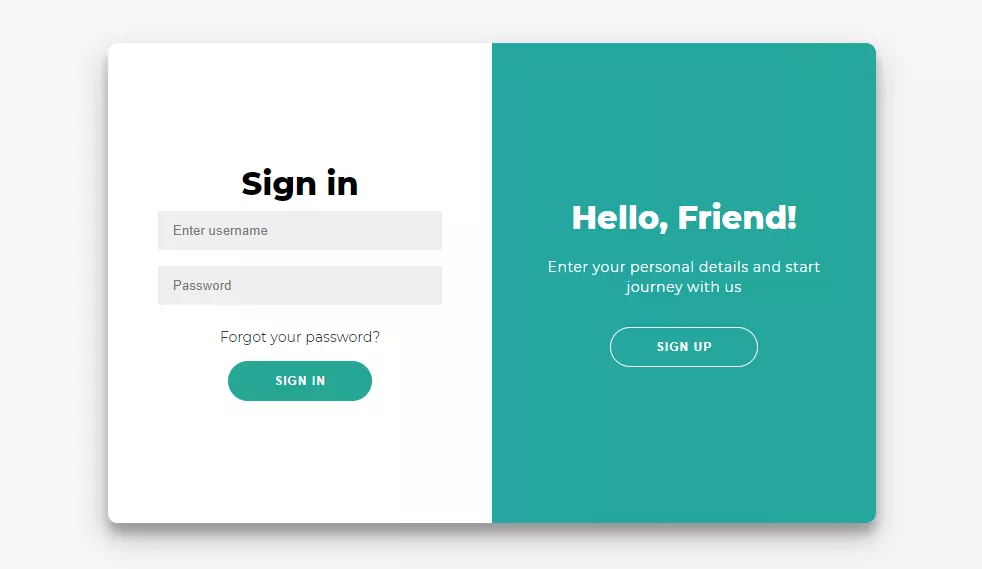 Sign in
Enter username
Password
Forgot your password?
SIGN IN
Hello, Friend!
Enter your personal details and start
journey with us
SIGN UP